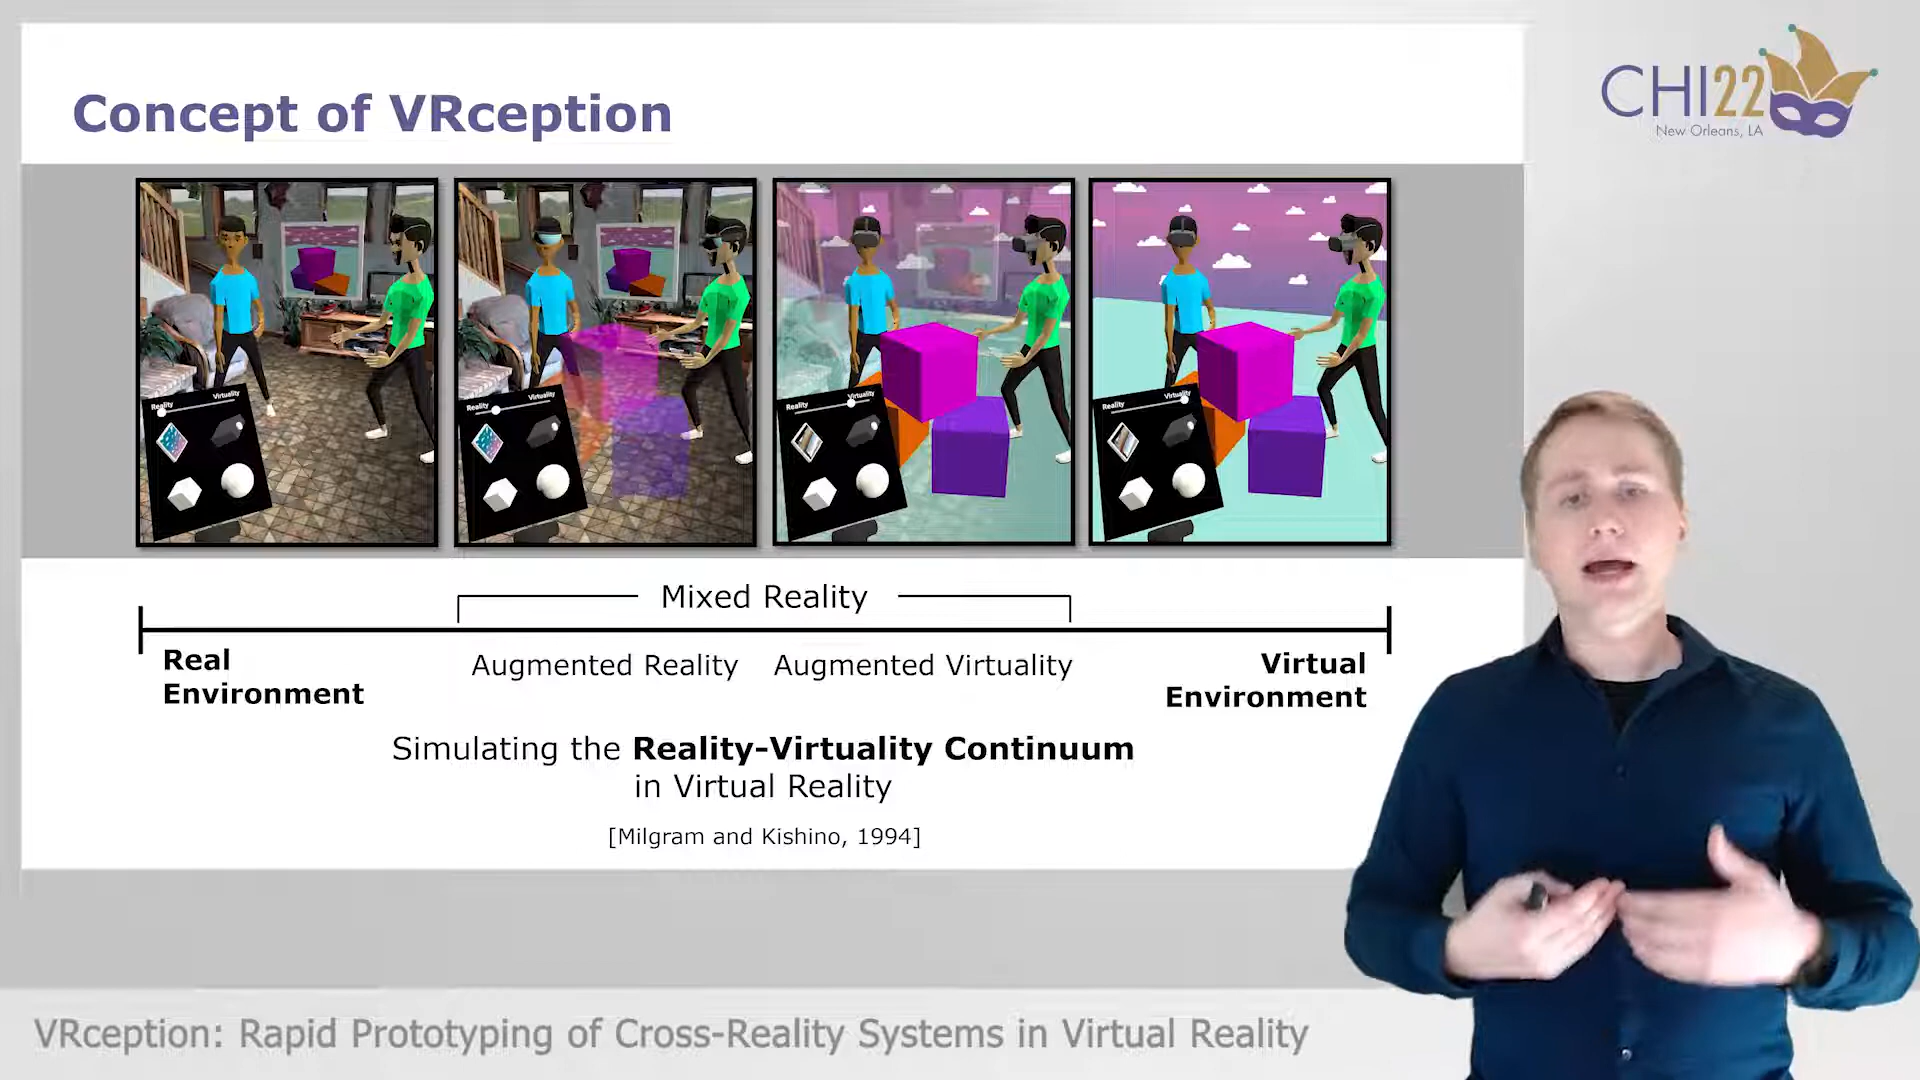 Concept of VRception
CHI22
New Orleans, LA
Reality Virtuality
Reality Virtuality
Reality Virtuality
Reality Virtuality
Mixed Reality
Real
Environment
Augmented Reality
Augmented Virtuality
Virtual
Environment
Simulating the Reality-Virtuality Continuum
in Virtual Reality
[Milgram and Kishino, 1994]
VRception: Rapid Prototyping of Cross-Reality Systems in Virtual Reality